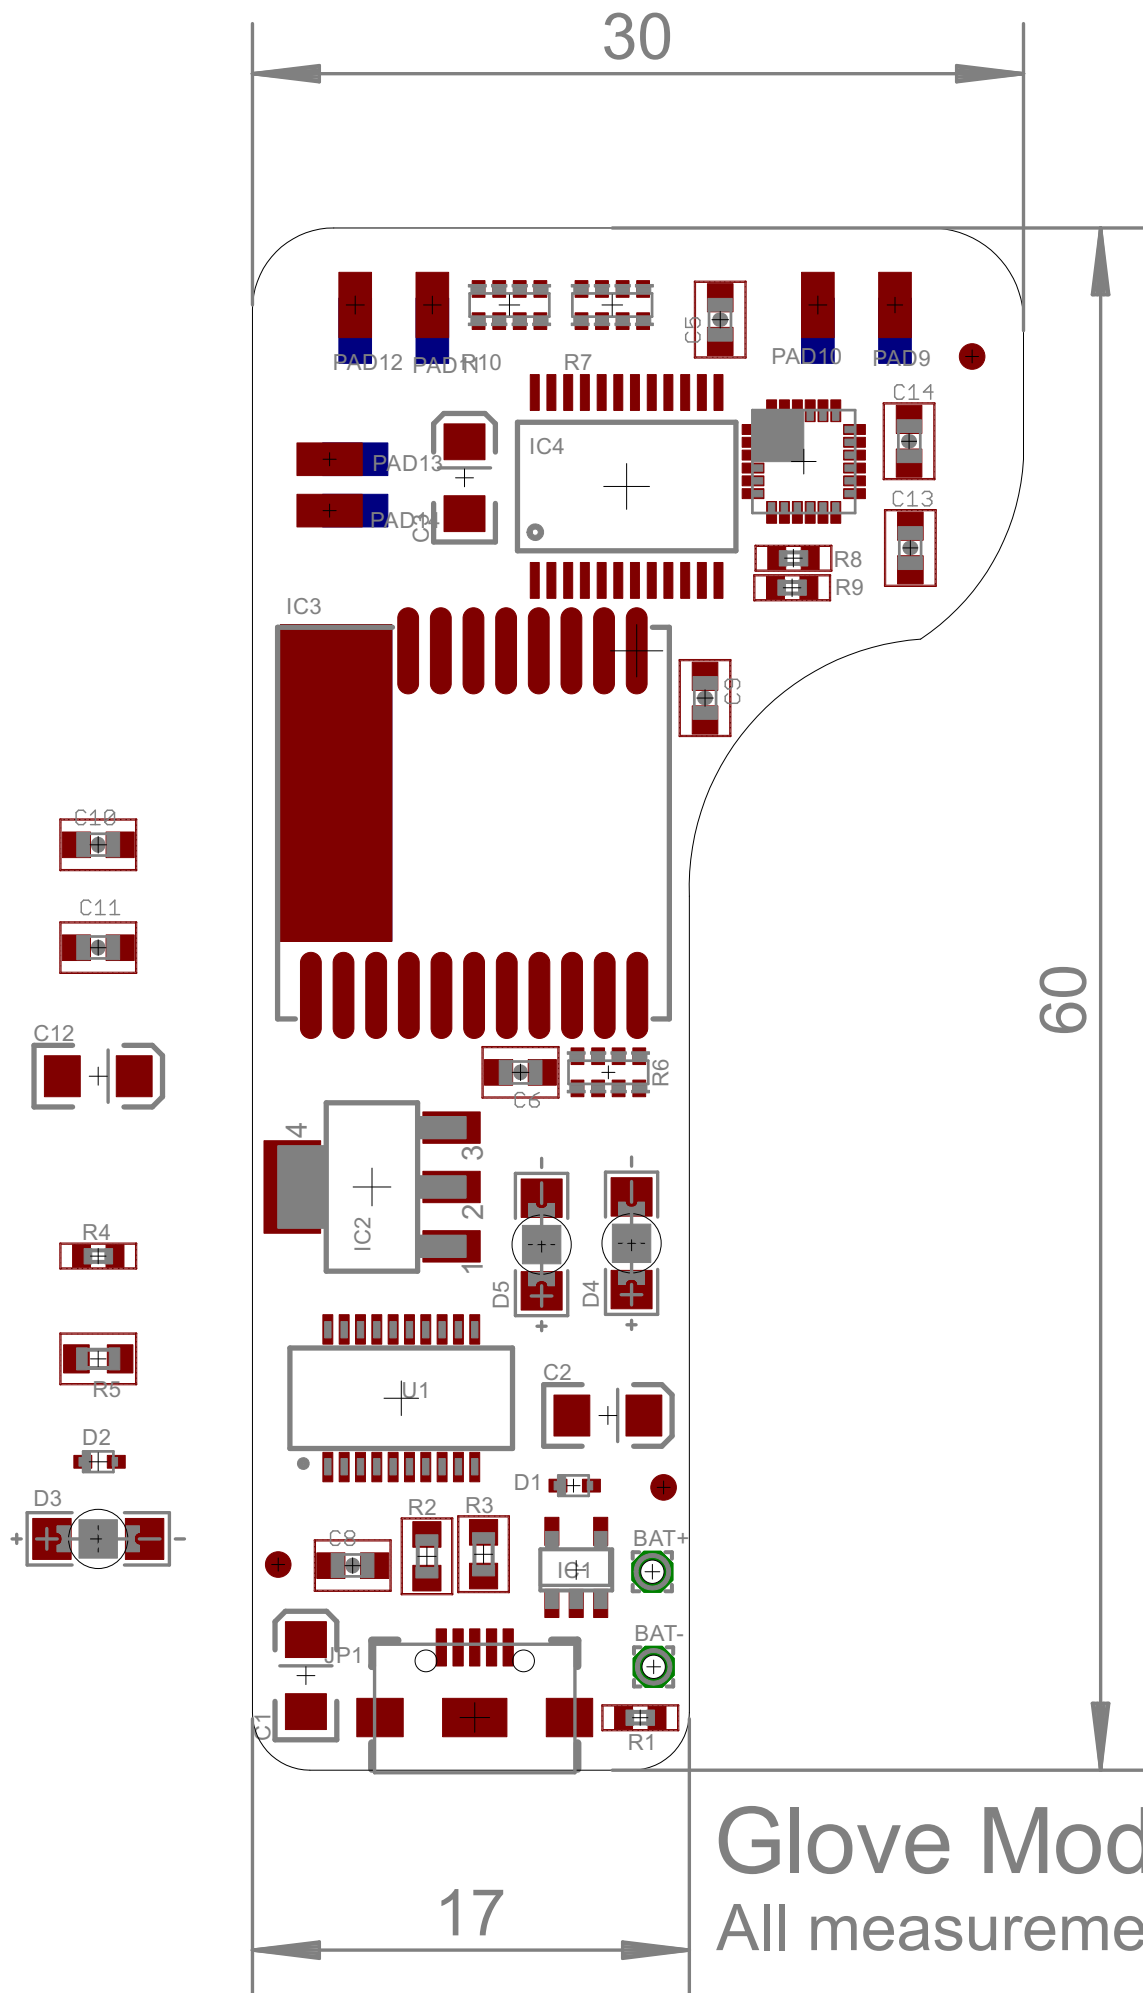 30
PAD12
PAD11
R10
R7
C5
PAD10
PAD9
C14
IC4
PAD13
PAD14
C3
C13
R8
R9
IC3
C9
C10
C11
60
C12
C6
R6
4
3
2
1
IC2
-
-
D5
D4
+
+
R4
R5
U1
C2
D2
D1
D3
+
-
R2
R3
C8
IC1
BAT+
BAT-
JP1
C1
R1
Glove Mod
All measureme
17